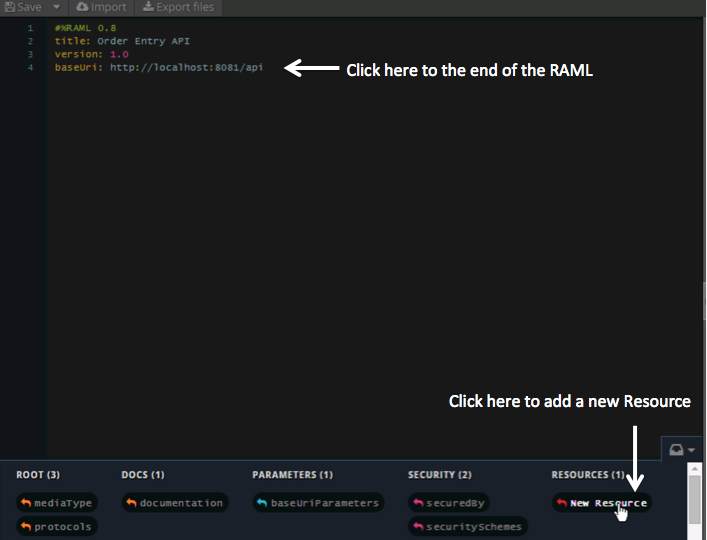 Save Import Export files
1 #%RAML 0.8
2 title: Order Entry API
3 version: 1.0
4 baseUri: http://localhost:8081/api
Click here to the end of the RAML
Click here to add a new Resource
ROOT (3) DOCS (1) PARAMETERS (1) SECURITY (2) RESOURCES (1)
mediaType documentation baseUriParameters securedBy New Resource
protocols securitySchemes